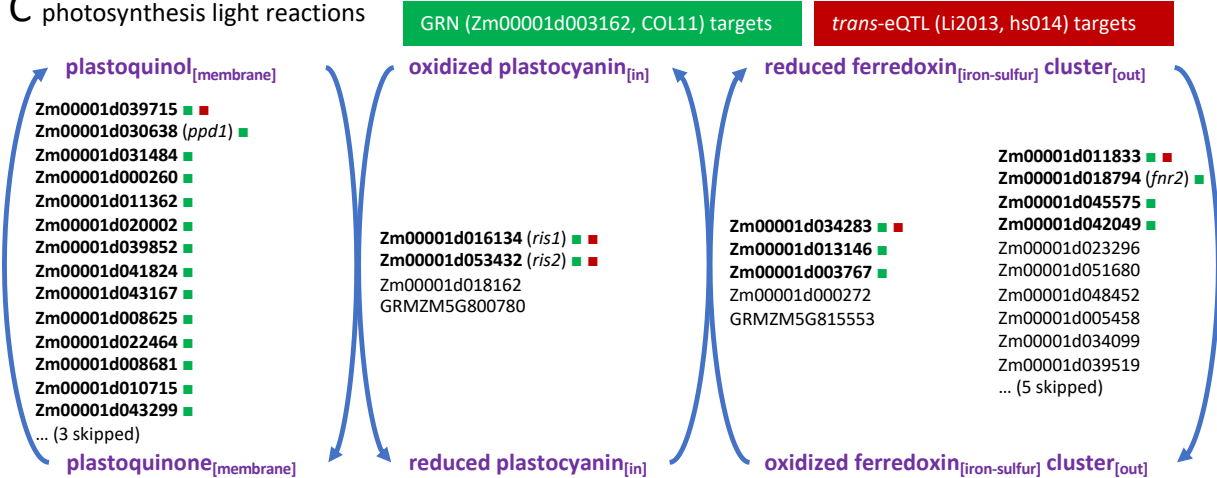 C photosynthesis light reactions
GRN (Zm00001d003162, COL11) targets
trans-eQTL (Li2013, hs014) targets
plastoquinol[membrane]
oxidized plastocyanin[in]
reduced ferredoxin[iron-sulfur] cluster[out]
Zm00001d039715
Zm00001d030638 (ppd1)
Zm00001d031484
Zm00001d000260
Zm00001d011362
Zm00001d020002
Zm00001d039852
Zm00001d041824
Zm00001d043167
Zm00001d008625
Zm00001d022464
Zm00001d008681
Zm00001d010715
Zm00001d043299
... (3 skipped)
Zm00001d016134 (ris1)
Zm00001d053432 (ris2)
Zm00001d018162
GRMZM5G800780
Zm00001d034283
Zm00001d013146
Zm00001d003767
Zm00001d000272
GRMZM5G815553
Zm00001d011833
Zm00001d018794 (fnr2)
Zm00001d045575
Zm00001d042049
Zm00001d023296
Zm00001d051680
Zm00001d048452
Zm00001d005458
Zm00001d034099
Zm00001d039519
... (5 skipped)
plastoquinone[membrane]
reduced plastocyanin[in]
oxidized ferredoxin[iron-sulfur] cluster[out]